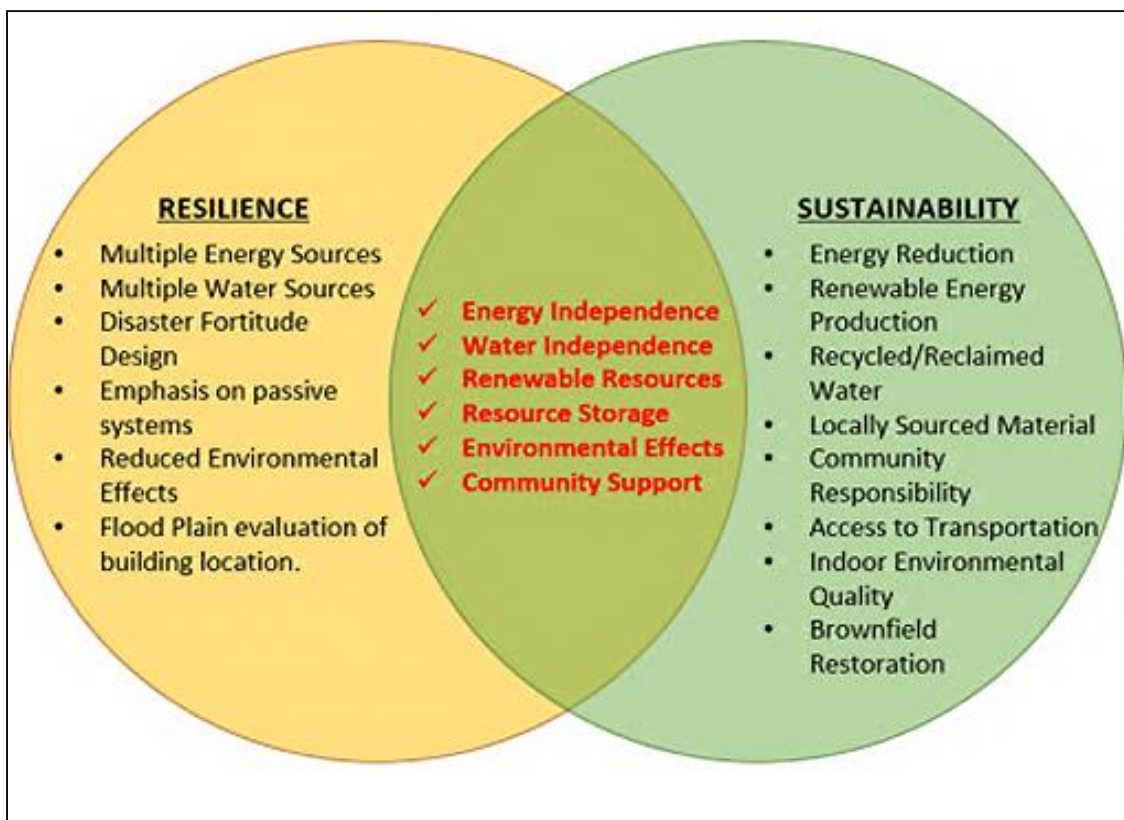 RESILIENCE
• Multiple Energy Sources
• Multiple Water Sources
• Disaster Fortitude
Design
• Emphasis on passive
systems
• Reduced Environmental
Effects
• Flood Plain evaluation of
building location.
✓ Energy Independence
✓ Water Independence
✓ Renewable Resources
✓ Resource Storage
✓ Environmental Effects
✓ Community Support
SUSTAINABILITY
• Energy Reduction
• Renewable Energy
Production
• Recycled/Reclaimed
Water
• Locally Sourced Material
• Community
Responsibility
• Access to Transportation
• Indoor Environmental
Quality
• Brownfield
Restoration